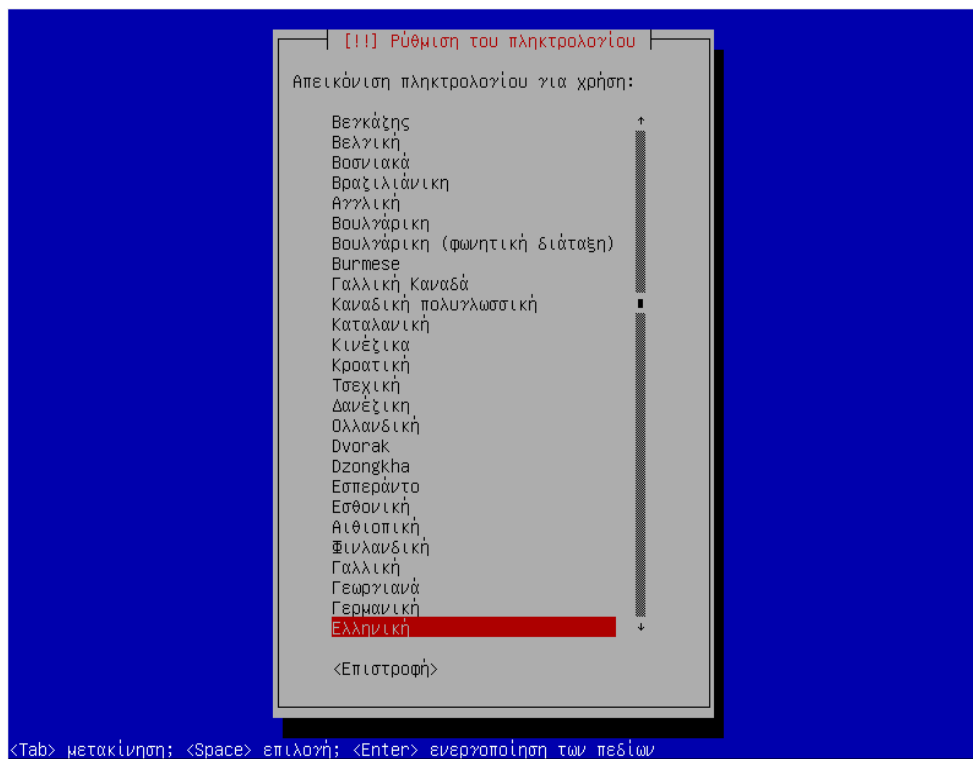 [!!] Ρύθμιση του πληκτρολογίου
Απεικόνιση πληκτρολογίου για χρήση:
Βεγκάζης
Βελγική
Βοσνιακά
Βραζιλιάνικη
Αγγλική
Βουλγάρικη
Βουλγάρικη (φωνητική διάταξη)
Burmese
Γαλλική Καναδά
Καναδική πολυγλωσσική
Καταλανική
Κινέζικα
Κροατική
Τσεχική
Δανέζικη
Ολλανδική
Dvorak
Dzongkha
Εσπεράντο
Εσθονική
Αιθιοπική
Φινλανδική
Γαλλική
Γεωργιανά
Γερμανική
Ελληνική
<Επιστροφή>
<Tab> μετακίνηση; <Space> επιλογή; <Enter> ενεργοποίηση των πεδίων